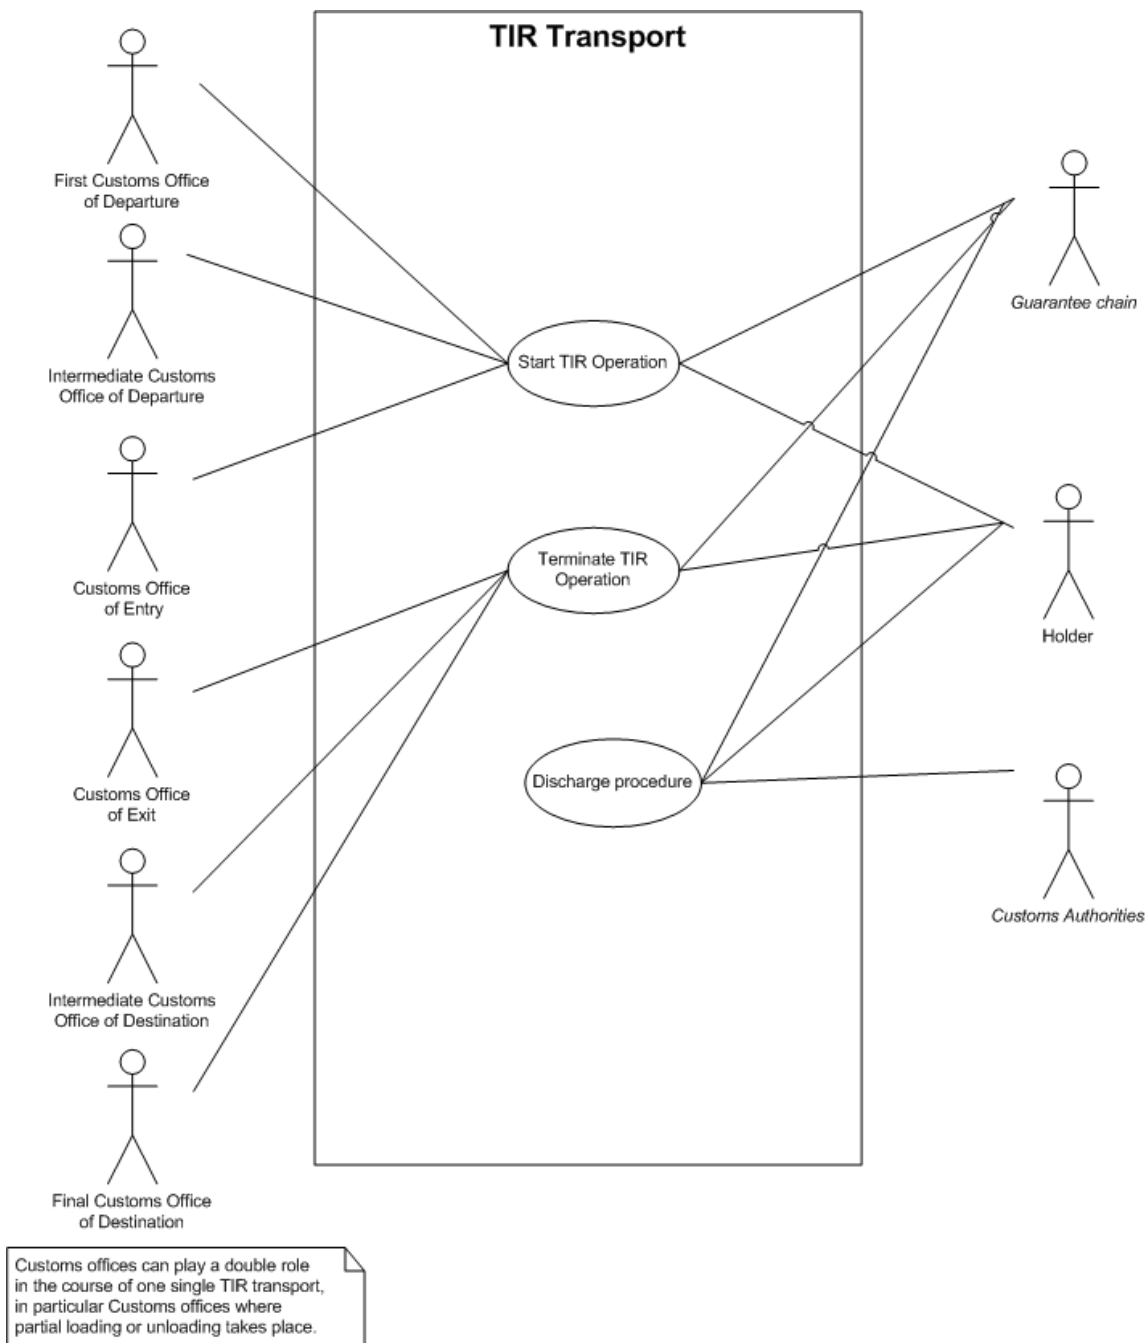 TIR Transport
First Customs Office
of Departure
Intermediate Customs
Office of Departure
Customs Office
of Entry
Customs Office
of Exit
Intermediate Customs
Office of Destination
Final Customs Office
of Destination
Start TIR Operation
Terminate TIR
Operation
Discharge procedure
Guarantee chain
Holder
Customs Authorities
Customs offices can play a double role
in the course of one single TIR transport,
in particular Customs offices where
partial loading or unloading takes place.